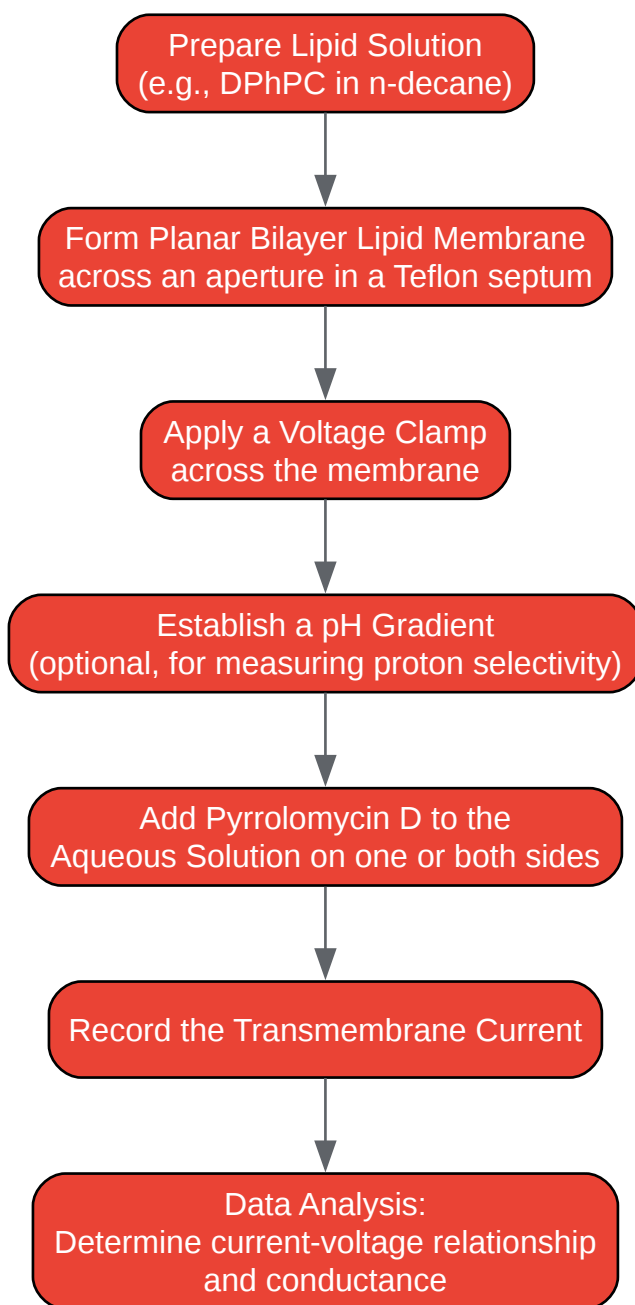 Prepare Lipid Solution
(e.g., DPhPC in n-decane)
Form Planar Bilayer Lipid Membrane
across an aperture in a Teflon septum
Apply a Voltage Clamp
across the membrane
Establish a pH Gradient
(optional, for measuring proton selectivity)
Add Pyrrolomycin D to the
Aqueous Solution on one or both sides
Record the Transmembrane Current
Data Analysis:
Determine current-voltage relationship
and conductance